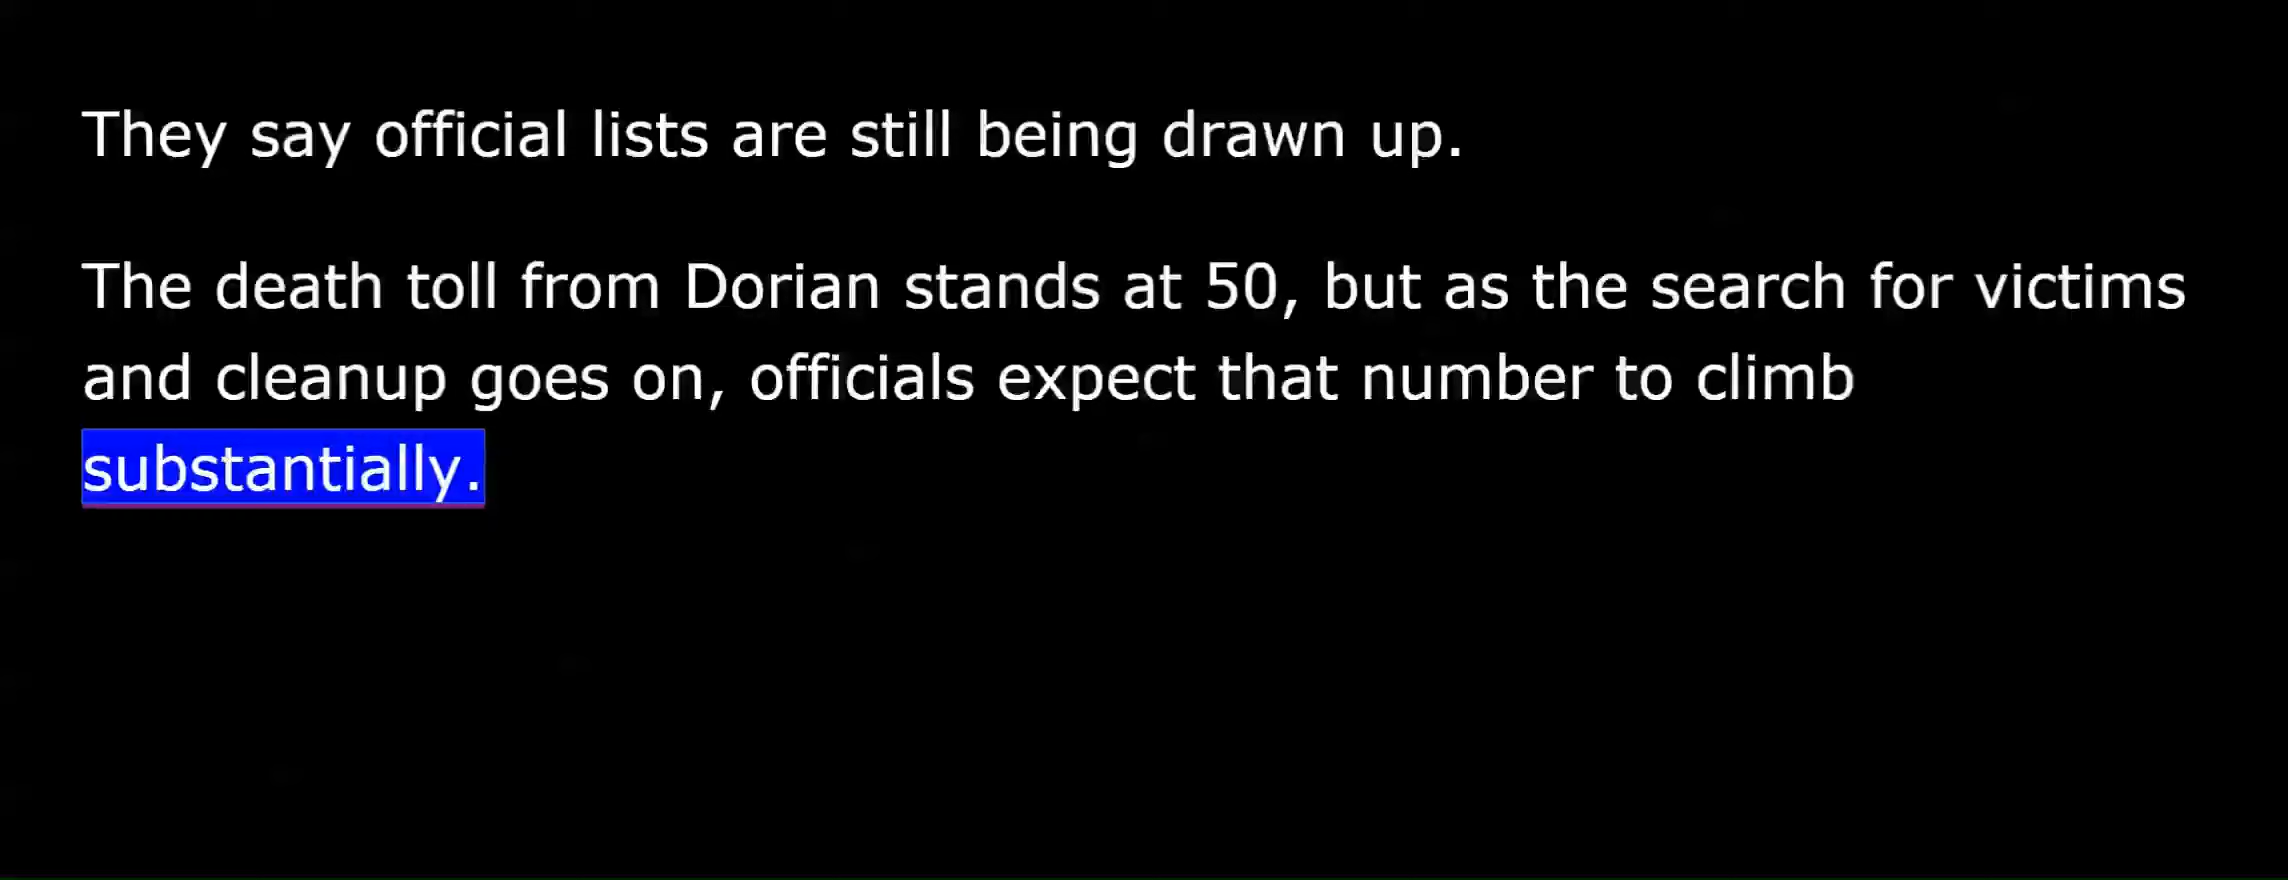 They say official lists are still being drawn up.
The death toll from Dorian stands at 50, but as the search for victims
and cleanup goes on, officials expect that number to climb
substantially.